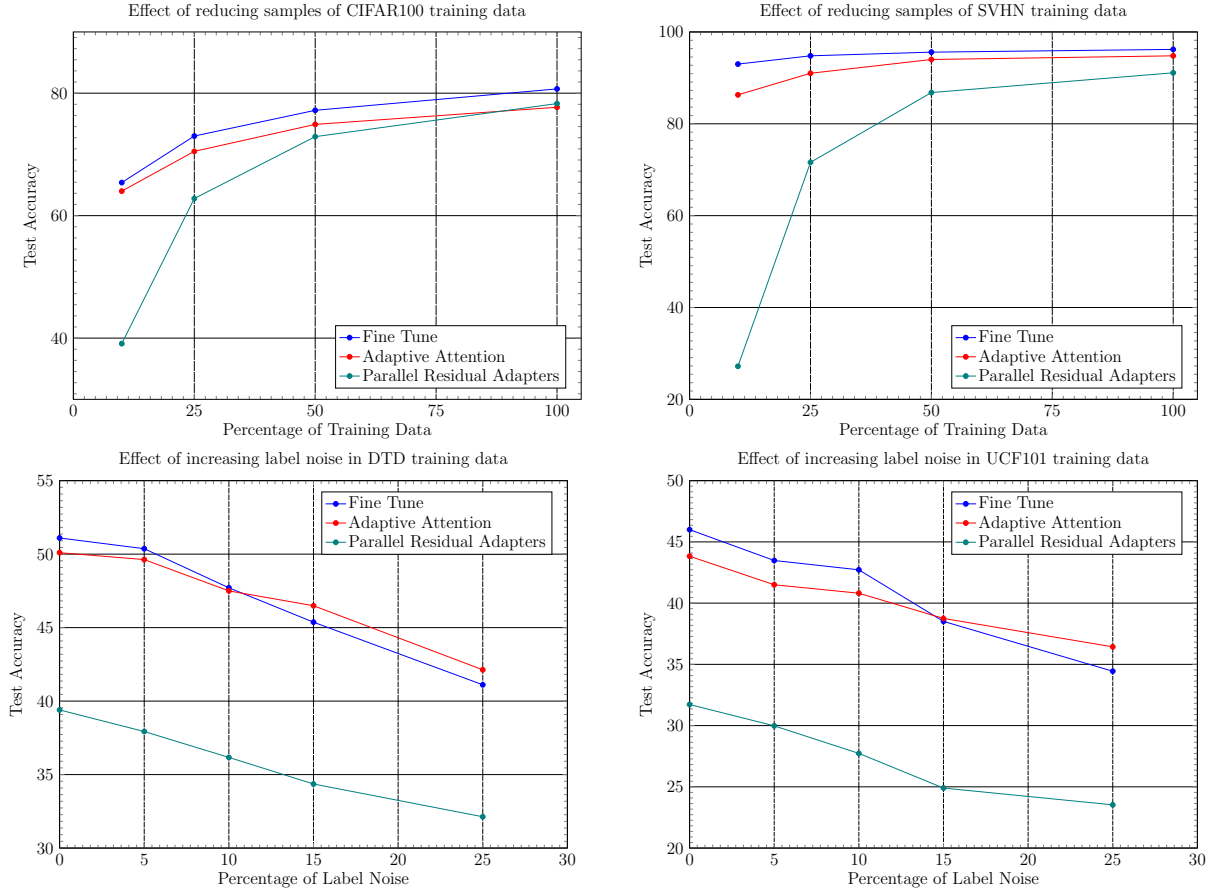 Effect of reducing samples of CIFAR100 training data
Test Accuracy
80
60
40
0
25
50
75
100
Percentage of Training Data
Fine Tune
Adaptive Attention
Parallel Residual Adapters
Effect of reducing samples of SVHN training data
Test Accuracy
100
80
60
40
20
0
25
50
75
100
Percentage of Training Data
Fine Tune
Adaptive Attention
Parallel Residual Adapters
Effect of increasing label noise in DTD training data
Test Accuracy
55
50
45
40
35
30
0
5
10
15
20
25
30
Percentage of Label Noise
Fine Tune
Adaptive Attention
Parallel Residual Adapters
Effect of increasing label noise in UCF101 training data
Test Accuracy
50
45
40
35
30
25
20
0
5
10
15
20
25
30
Percentage of Label Noise
Fine Tune
Adaptive Attention
Parallel Residual Adapters